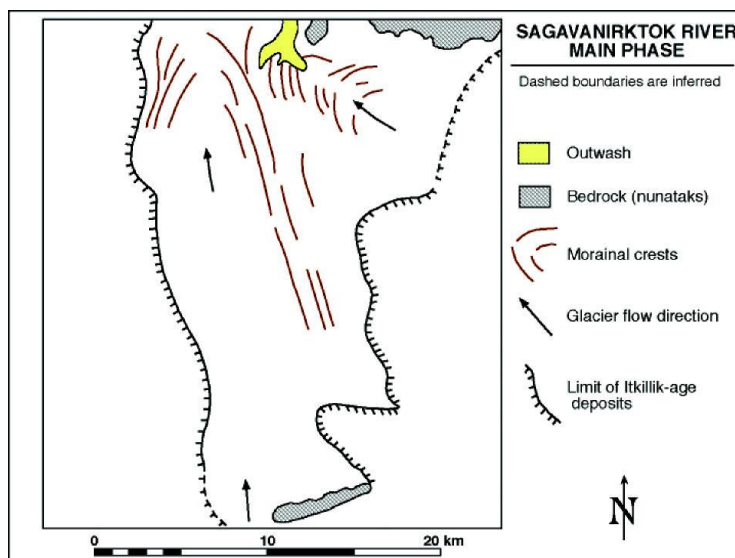 SAGAVANIRKTOK RIVER
MAIN PHASE
Dashed boundaries are inferred
Outwash
Bedrock (nunataks)
Morainal crests
Glacier flow direction
Limit of Itkillik-age
deposits
N
0 10 20 km